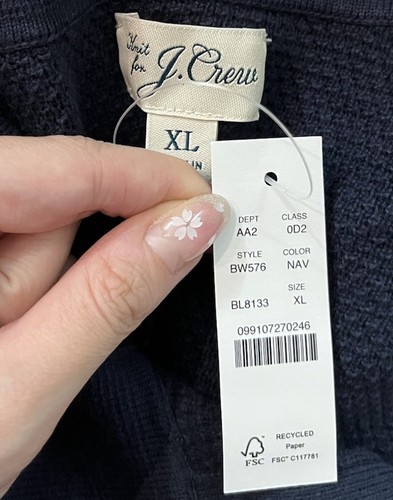 Knit
for
J.Crew
XL
IN
DEPT CLASS
AA2 0D2
STYLE COLOR
BW576 NAV
SIZE
BL8133 XL
099107270246
RECYCLED
Paper
FSC FSC® C117781